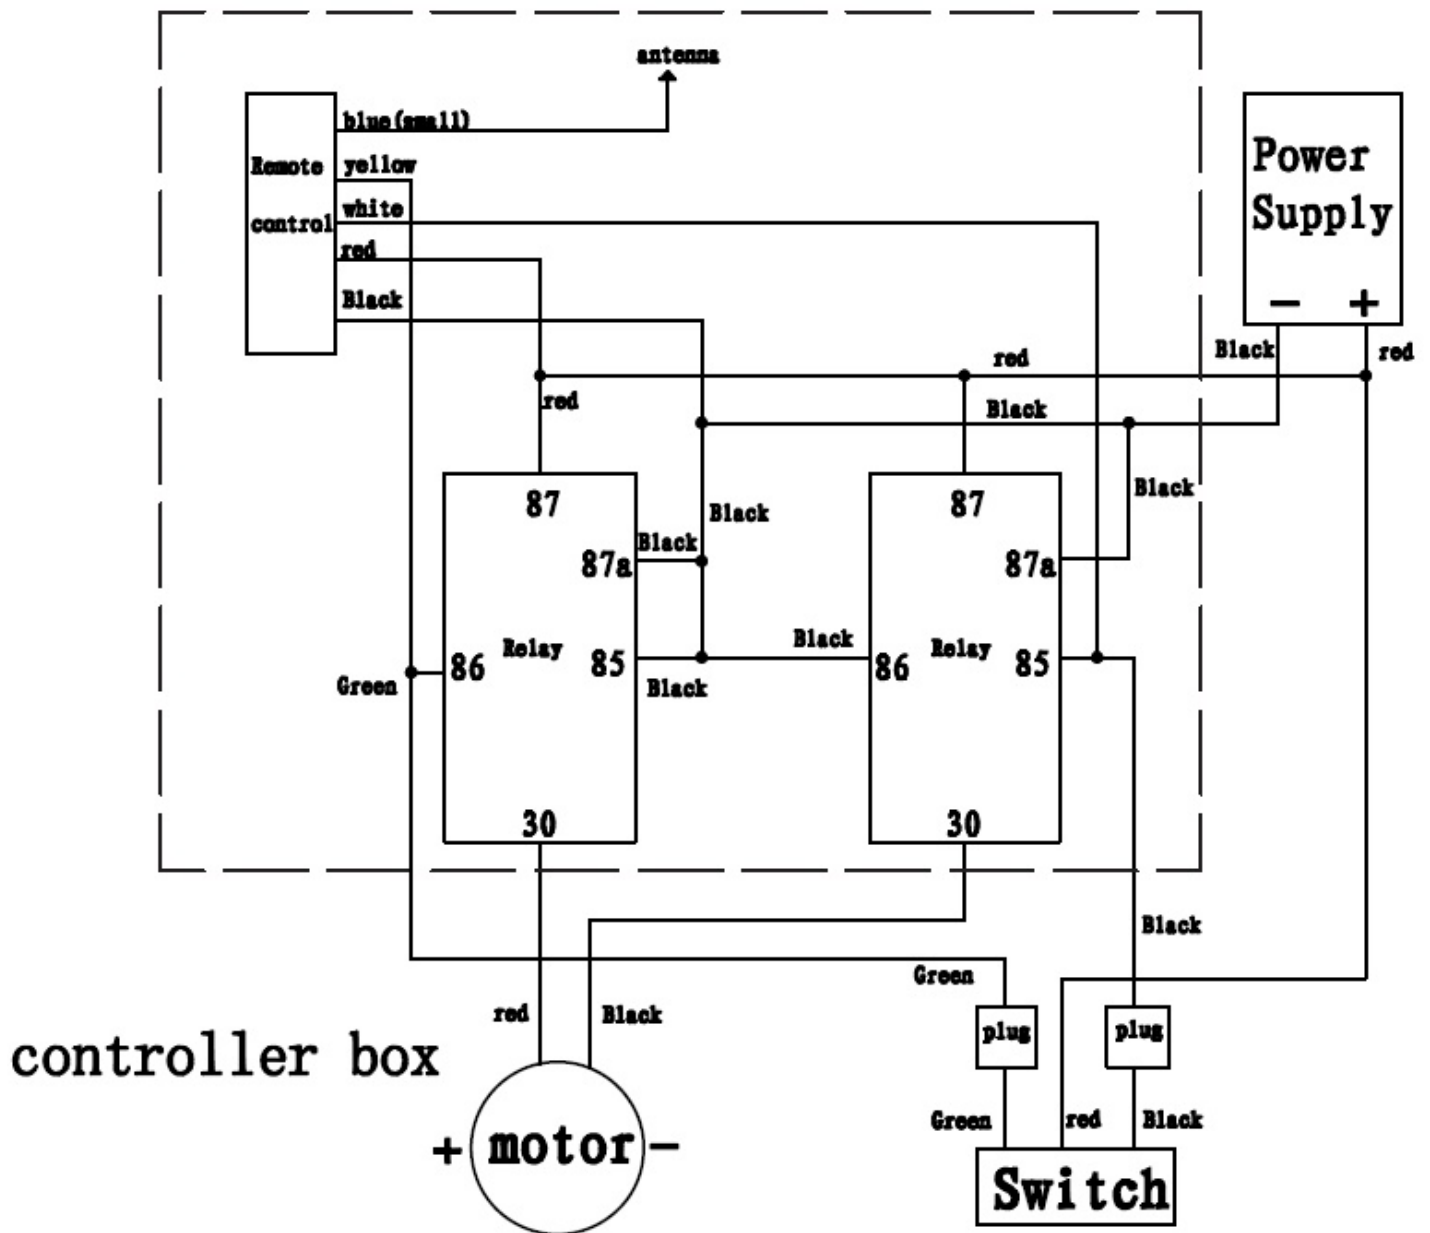 antenna
blue(small)
Remote
yellow
white
control
red
Black
Power
Supply
- +
Black
red
red
red
Black
87
87
Black
Black
Black
87a
87a
Relay
Black
Relay
86
85
86
85
Green
Black
30
30
Black
Green
red
Black
plug
plug
controller box
Green
red
Black
+ motor -
Switch